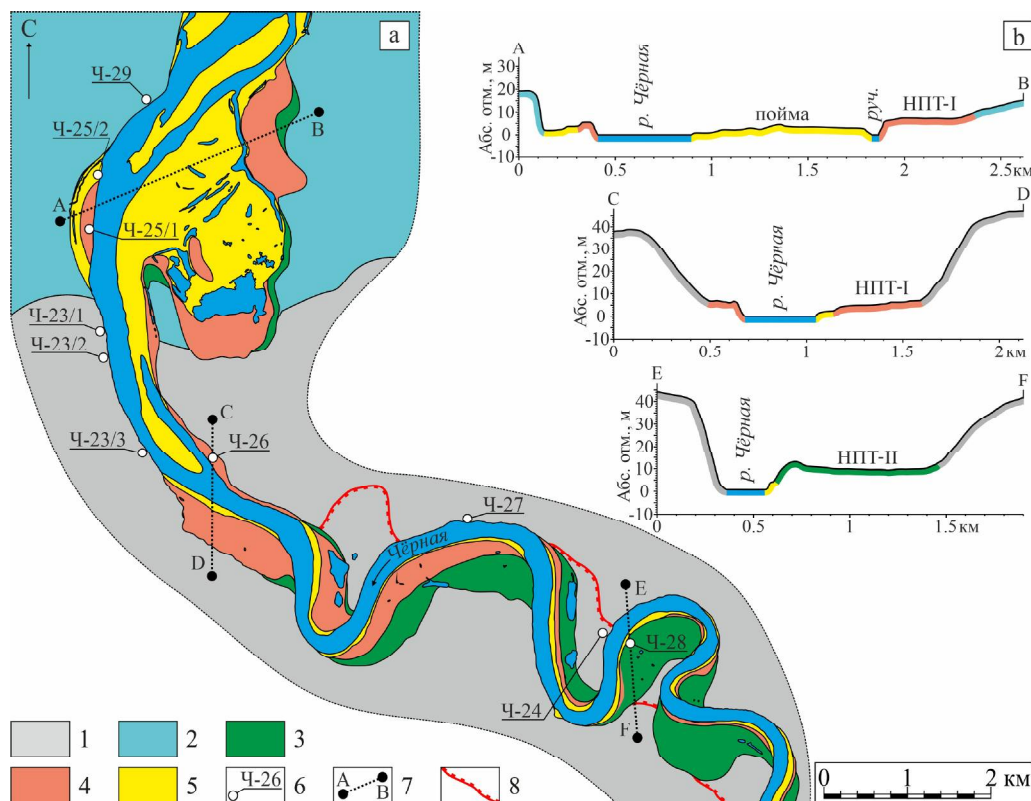 С
a
Ч-29
Ч-25/2
В
А
Ч-25/1
Ч-23/1
Ч-23/2
C
Ч-23/3
Ч-26
D
Ч-27
Чёрная
E
Ч-28
Ч-24
F
b
A
B
Абс. отм., м
30
20
10
0
-10
р. Чёрная
пойма
руч.
НПТ-I
0.5
1
1.5
2
2.5 км
C
D
Абс. отм., м
40
30
20
10
0
-10
р. Чёрная
НПТ-I
0
0.5
1
1.5
2 км
E
F
Абс. отм., м
40
30
20
10
0
-10
р. Чёрная
НПТ-II
0
0.5
1
1.5 км
1
2
3
4
5
Ч-26
6
А
В
7
8
0
1
2 км